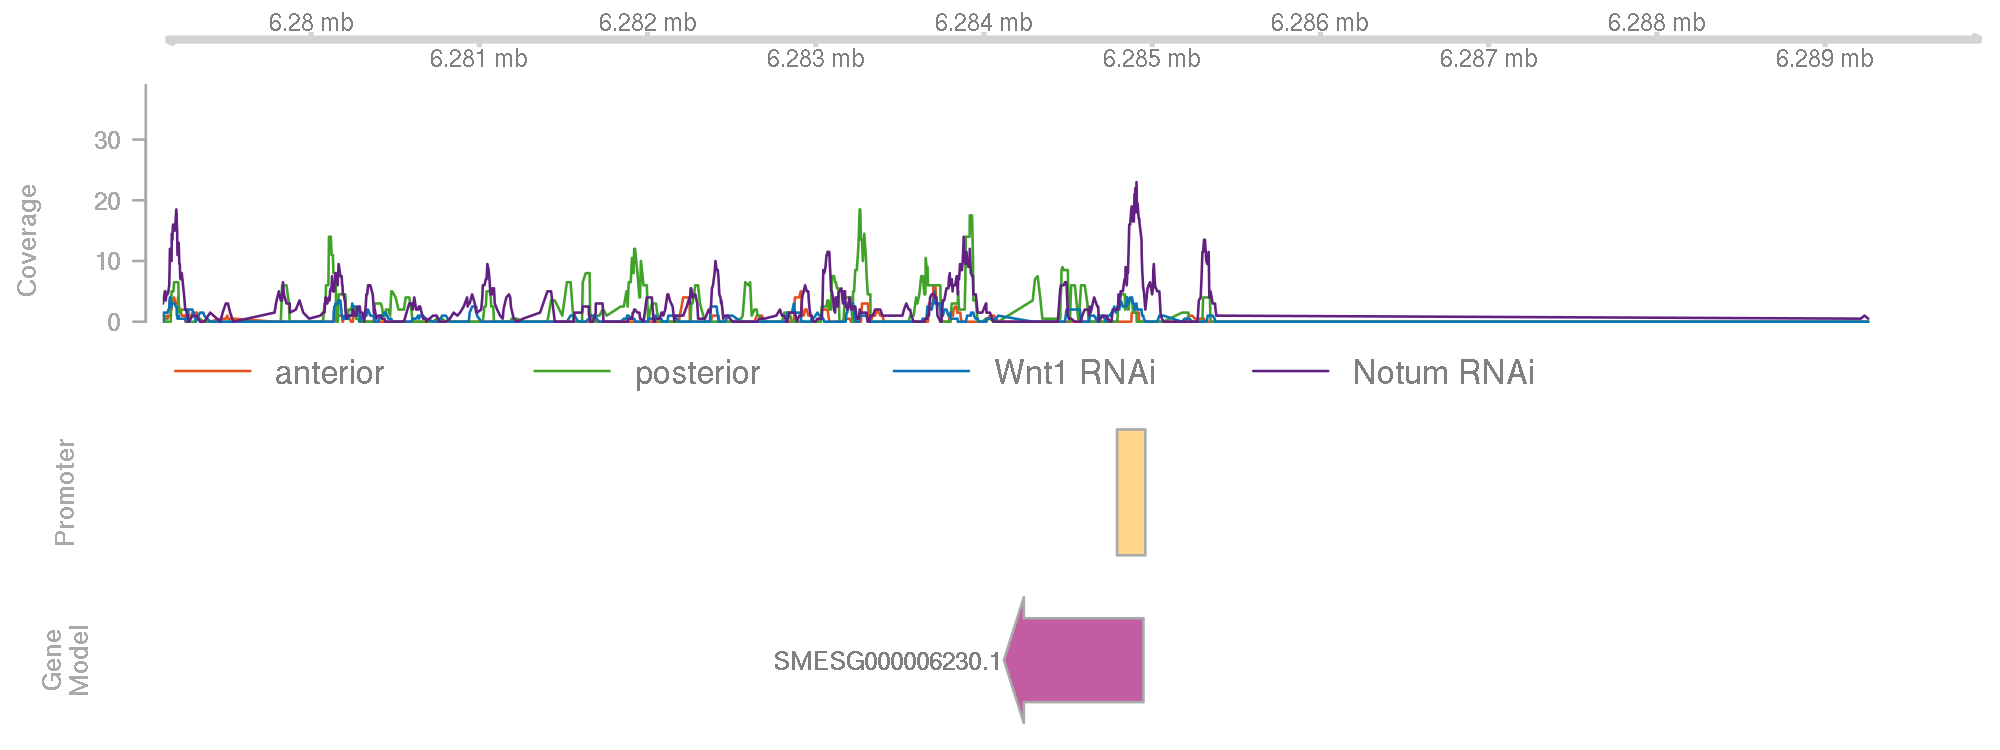 6.28 mb 6.282 mb 6.284 mb 6.286 mb 6.288 mb
6.281 mb 6.283 mb 6.285 mb 6.287 mb 6.289 mb
Coverage
30
20
10
0
anterior posterior Wnt1 RNAi Notum RNAi
Promoter
0
Gene
Model
SMESG000006230.1